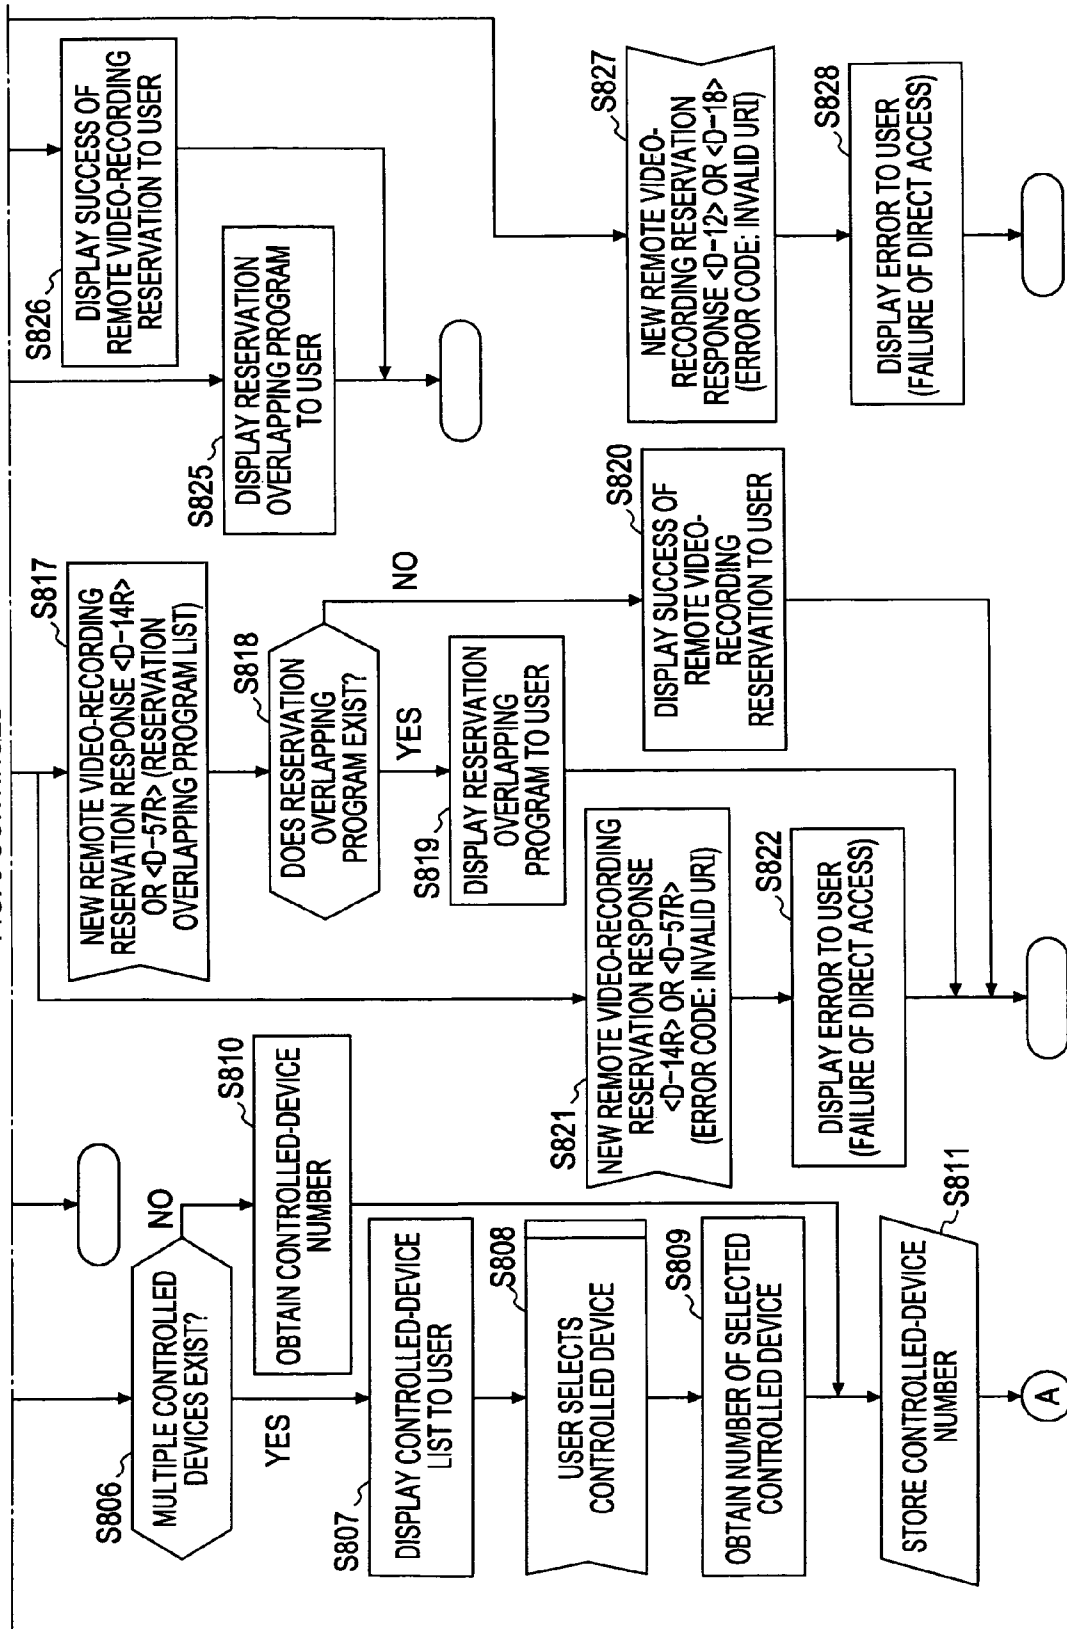 S806
MULTIPLE CONTROLLED
DEVICES EXIST?
NO
YES
S810
OBTAIN CONTROLLED-DEVICE
NUMBER
S807
DISPLAY CONTROLLED-DEVICE
LIST TO USER
S808
USER SELECTS
CONTROLLED DEVICE
S809
OBTAIN NUMBER OF SELECTED
CONTROLLED DEVICE
S811
STORE CONTROLLED-DEVICE
NUMBER
A
S817
NEW REMOTE VIDEO-RECORDING
RESERVATION RESPONSE <D-14R>
OR <D-57R> (RESERVATION
OVERLAPPING PROGRAM LIST)
S818
DOES RESERVATION
OVERLAPPING
PROGRAM EXIST?
NO
YES
S819
DISPLAY RESERVATION
OVERLAPPING
PROGRAM TO USER
S820
DISPLAY SUCCESS OF
REMOTE VIDEO-
RECORDING
RESERVATION TO USER
S821
NEW REMOTE VIDEO-RECORDING
RESERVATION RESPONSE
<D-14R> OR <D-57R>
(ERROR CODE: INVALID URI)
S822
DISPLAY ERROR TO USER
(FAILURE OF DIRECT ACCESS)
S825
DISPLAY RESERVATION
OVERLAPPING PROGRAM
TO USER
S826
DISPLAY SUCCESS OF
REMOTE VIDEO-RECORDING
RESERVATION TO USER
S827
NEW REMOTE VIDEO-
RECORDING RESERVATION
RESPONSE <D-12> OR <D-18>
(ERROR CODE: INVALID URI)
S828
DISPLAY ERROR TO USER
(FAILURE OF DIRECT ACCESS)